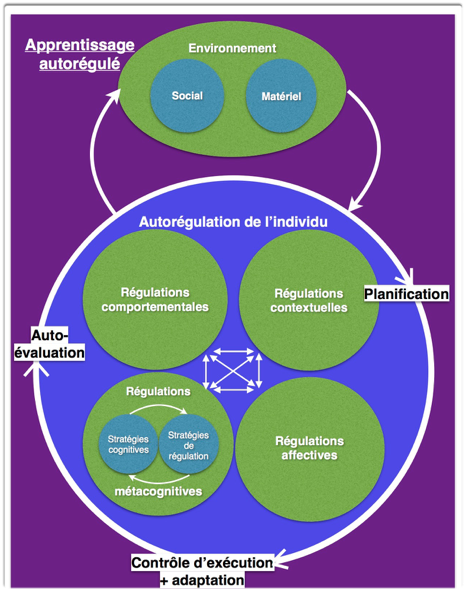 Apprentissage
autorégulé
Environnement
Social
Matériel
Autorégulation de l'individu
Régulations
comportementales
Régulations
contextuelles
Planification
Auto-
évaluation
Régulations
Stratégies
cognitives
Stratégies
de
régulation
métacognitives
Régulations
affectives
Contrôle d'exécution
+ adaptation